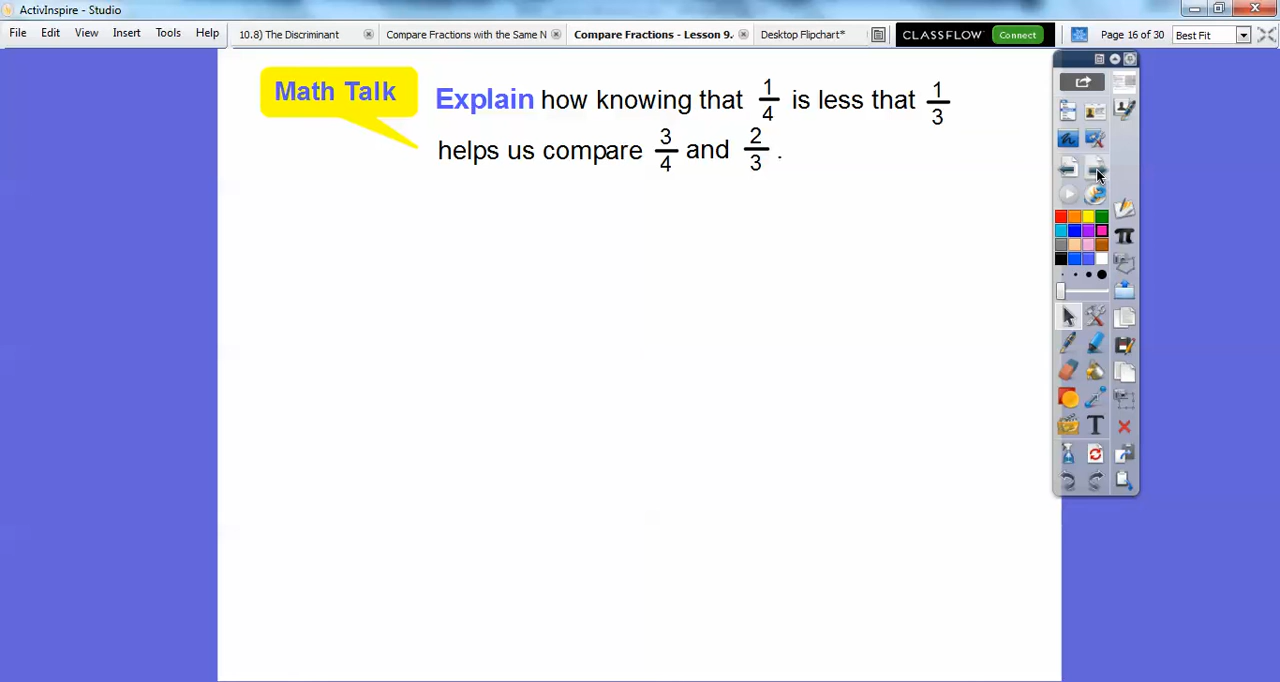 ActivInspire - Studio
File Edit View Insert Tools Help
10.8) The Discriminant
Compare Fractions with the Same N
Compare Fractions - Lesson 9.
Desktop Flipchart*
CLASSFLOW Connect
Page 16 of 30
Best Fit
Math Talk
Explain how knowing that 1/4 is less that 1/3
helps us compare 3/4 and 2/3 .